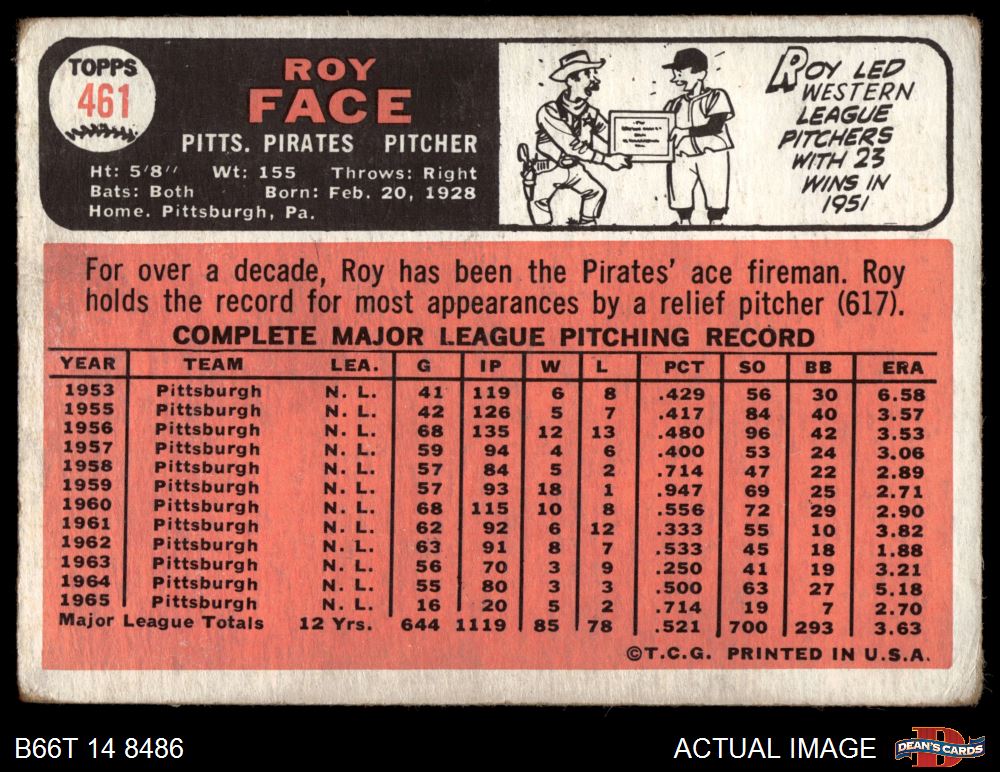 TOPPS
461
ROY
FACE
PITTS. PIRATES PITCHER
Ht: 5'8" Wt: 155 Throws: Right
Bats: Both Born: Feb. 20, 1928
Home. Pittsburgh, Pa.
ROY LED
WESTERN
LEAGUE
PITCHERS
WITH 23
WINS IN
1951
For over a decade, Roy has been the Pirates' ace fireman. Roy
holds the record for most appearances by a relief pitcher (617).
COMPLETE MAJOR LEAGUE PITCHING RECORD
YEAR TEAM LEA. G IP W L PCT SO BB ERA
1953 Pittsburgh N. L. 41 119 6 8 .429 56 30 6.58
1955 Pittsburgh N. L. 42 126 5 7 .417 84 40 3.57
1956 Pittsburgh N. L. 68 135 12 13 .480 96 42 3.53
1957 Pittsburgh N. L. 59 94 4 6 .400 53 24 3.06
1958 Pittsburgh N. L. 57 84 5 2 .714 47 22 2.89
1959 Pittsburgh N. L. 57 93 18 1 .947 69 25 2.71
1960 Pittsburgh N. L. 68 115 10 8 .556 72 29 2.90
1961 Pittsburgh N. L. 62 92 6 12 .333 55 10 3.82
1962 Pittsburgh N. L. 63 91 8 7 .533 45 18 1.88
1963 Pittsburgh N. L. 56 70 3 9 .250 41 19 3.21
1964 Pittsburgh N. L. 55 80 3 3 .500 63 27 5.18
1965 Pittsburgh N. L. 16 20 5 2 .714 19 7 2.70
Major League Totals 12 Yrs. 644 1119 85 78 .521 700 293 3.63
©T.C.G. PRINTED IN U.S.A.
B66T 14 8486
ACTUAL IMAGE
DEAN'S CARDS